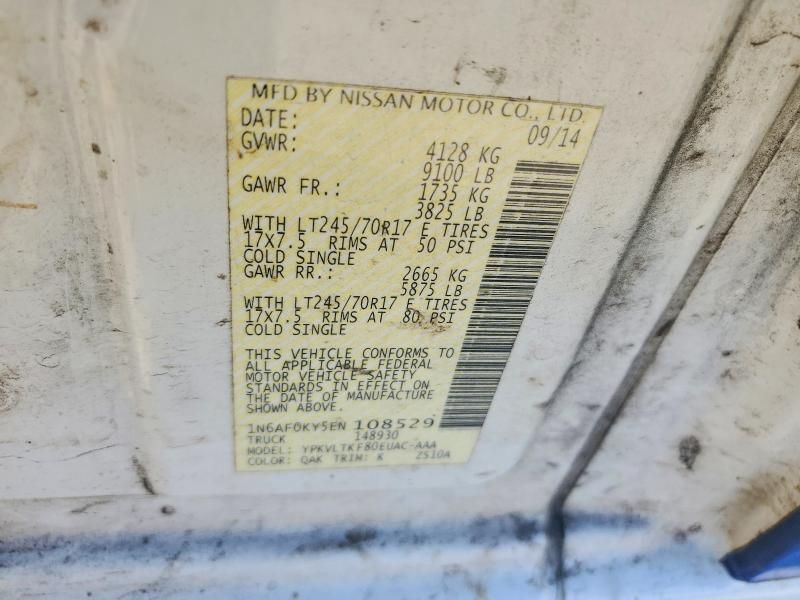 MFD BY NISSAN MOTOR CO., LTD.
DATE: 09/14
GVWR: 4128 KG
9100 LB
GAWR FR.: 1735 KG
3825 LB
WITH LT245/70R17 E TIRES
17X7.5 RIMS AT 50 PSI
COLD SINGLE
GAWR RR.: 2665 KG
5875 LB
WITH LT245/70R17 E TIRES
17X7.5 RIMS AT 80 PSI
COLD SINGLE
THIS VEHICLE CONFORMS TO
ALL APPLICABLE FEDERAL
MOTOR VEHICLE SAFETY
STANDARDS IN EFFECT ON
THE DATE OF MANUFACTURE
SHOWN ABOVE.
1N6AF0KY5EN 108529
TRUCK 148930
MODEL: YPKVLTKF80EUAC-AAA
COLOR: QAK TRIM: K ZS10A